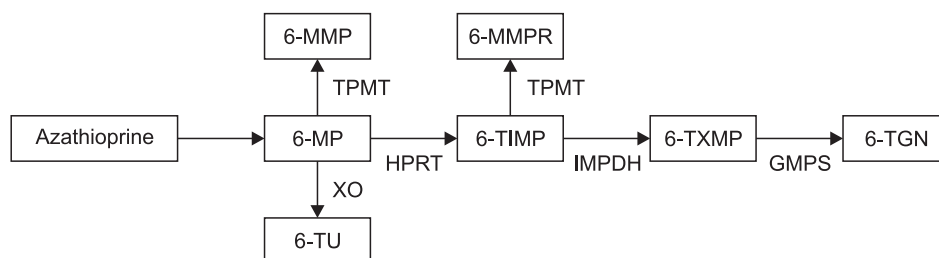 6-MMP
6-MMPR
TPMT
TPMT
Azathioprine
6-MP
6-TIMP
6-TXMP
6-TGN
HPRT
IMPDH
GMPS
XO
6-TU